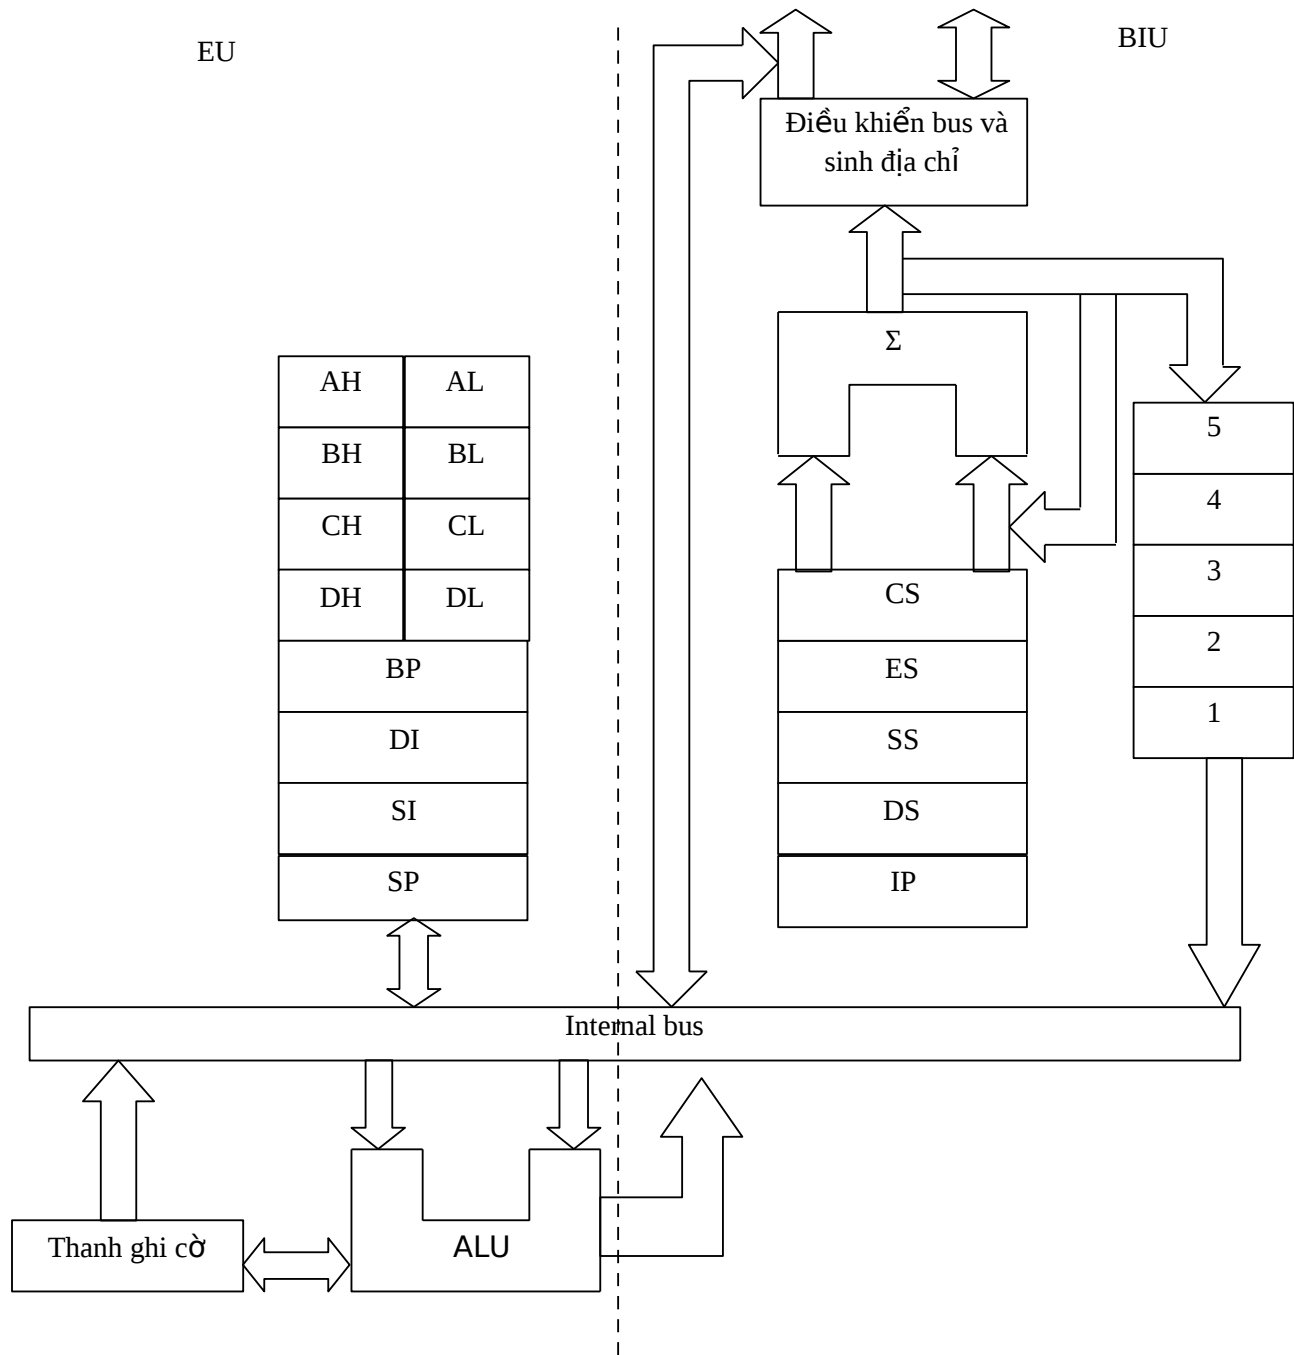 EU
BIU
Điều khiển bus và
sinh địa chỉ
Σ
AH
AL
BH
BL
CH
CL
DH
DL
BP
DI
SI
SP
CS
ES
SS
DS
IP
5
4
3
2
1
Internal bus
Thanh ghi cờ
ALU